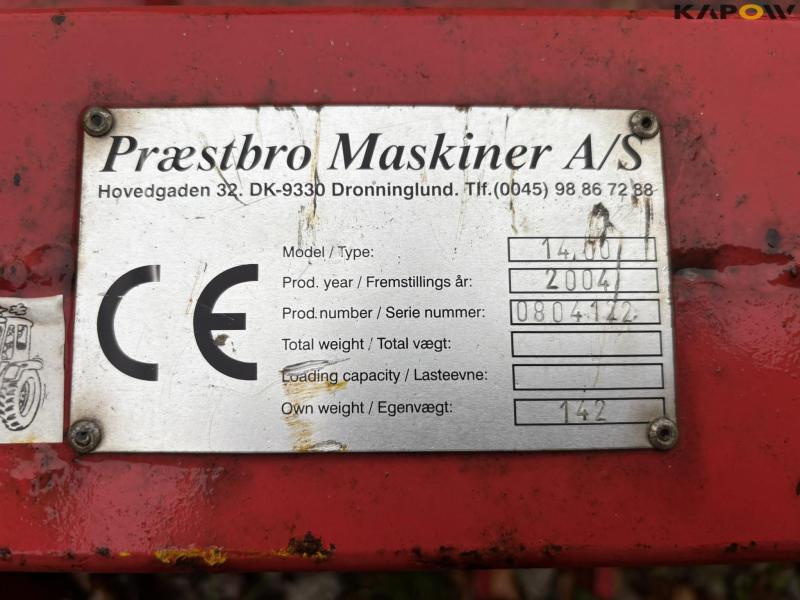 KAPOW
Præstbro Maskiner A/S
Hovedgaden 32. DK-9330 Dronninglund. Tlf.(0045) 98 86 72 88
CE
Model / Type: 14,00
Prod. year / Fremstillings år: 2004
Prod.number / Serie nummer: 0804122
Total weight / Total vægt:
Loading capacity / Lasteevne:
Own weight / Egenvægt: 142